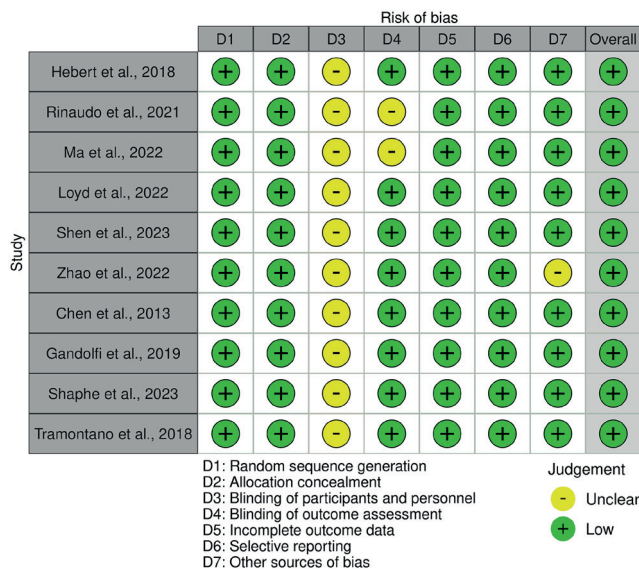 Risk of bias
D1 D2 D3 D4 D5 D6 D7 Overall
Study
Hebert et al., 2018 + + - + + + + +
Rinaudo et al., 2021 + + - - + + + +
Ma et al., 2022 + + - - + + + +
Loyd et al., 2022 + + - + + + + +
Shen et al., 2023 + + - + + + + +
Zhao et al., 2022 + + - + + + - +
Chen et al., 2013 + + - + + + + +
Gandolfi et al., 2019 + + - + + + + +
Shaphe et al., 2023 + + - + + + + +
Tramontano et al., 2018 + + - + + + + +
D1: Random sequence generation
D2: Allocation concealment
D3: Blinding of participants and personnel
D4: Blinding of outcome assessment
D5: Incomplete outcome data
D6: Selective reporting
D7: Other sources of bias
Judgement
- Unclear
+ Low